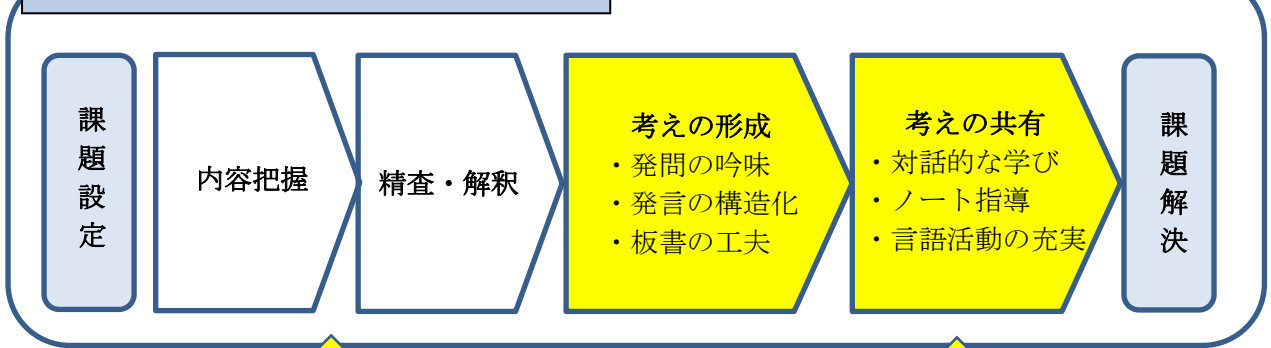 課題設定
内容把握
精査・解釈
考えの形成
・発問の吟味
・発言の構造化
・板書の工夫
考えの共有
・対話的な学び
・ノート指導
・言語活動の充実
課題解決